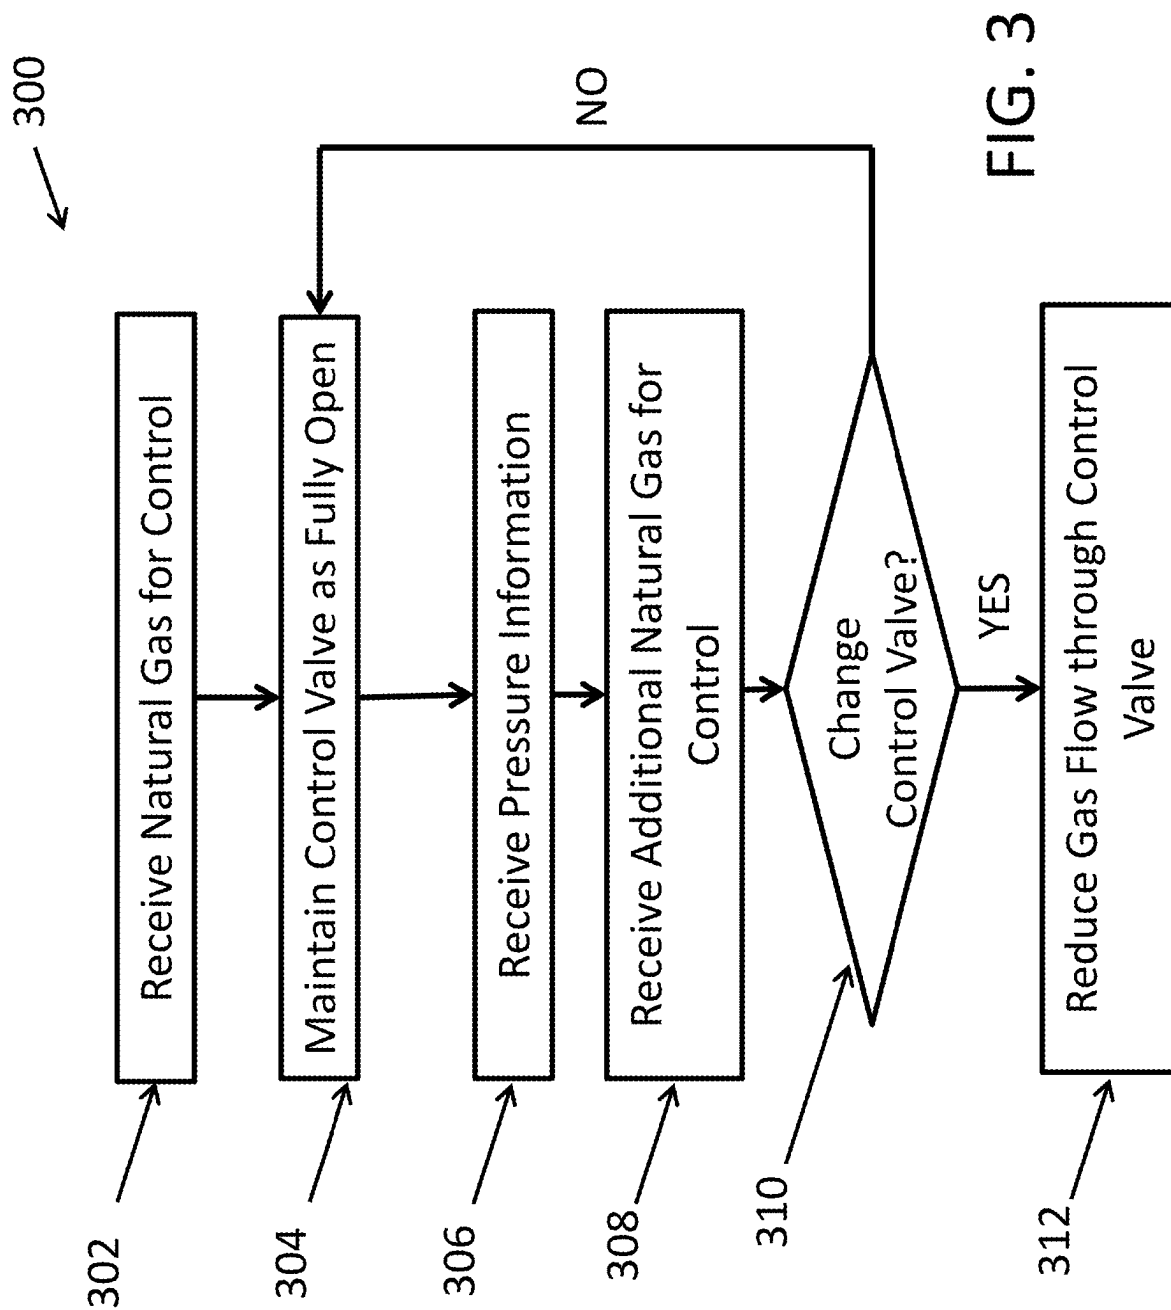 300
302
Receive Natural Gas for Control
304
Maintain Control Valve as Fully Open
306
Receive Pressure Information
308
Receive Additional Natural Gas for
Control
310
Change
Control Valve?
NO
YES
312
Reduce Gas Flow through Control
Valve
FIG. 3